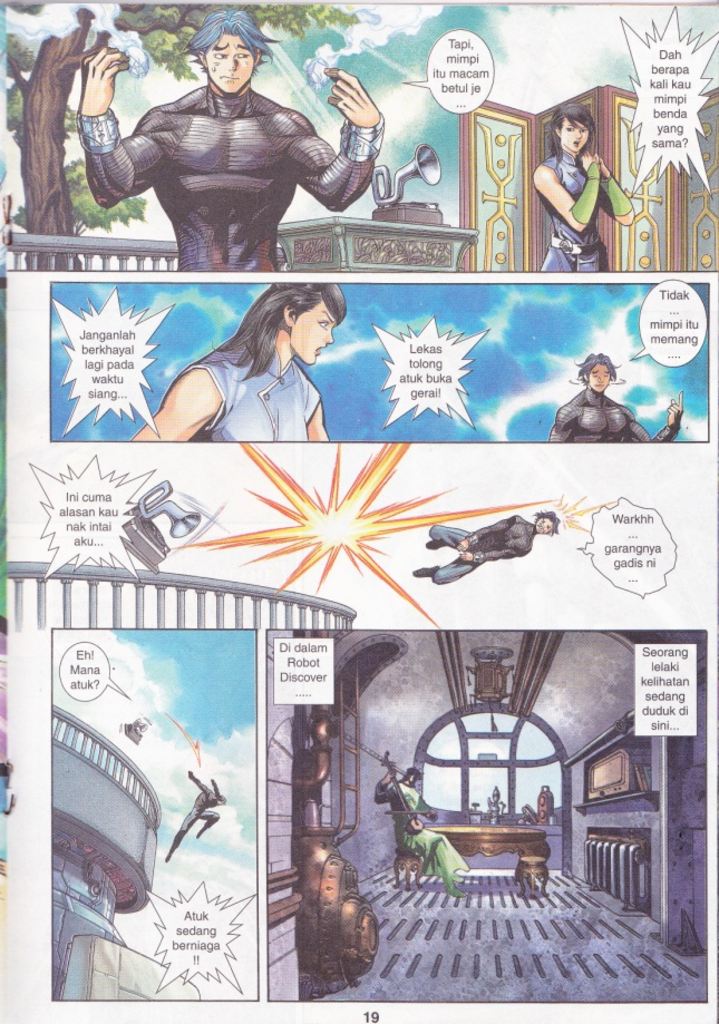 Tapi,
mimpi
itu macam
betul je
...
Dah
berapa
kali kau
mimpi
benda
yang
sama?
Janganlah
berkhayal
lagi pada
waktu
siang...
Lekas
tolong
atuk buka
gerai!
Tidak
...
mimpi itu
memang
....
Ini cuma
alasan kau
nak intai
aku...
Warkhh
...
garangnya
gadis ni
...
Eh!
Mana
atuk?
Atuk
sedang
berniaga
!!
Di dalam
Robot
Discover
.....
Seorang
lelaki
kelihatan
sedang
duduk di
sini...
19